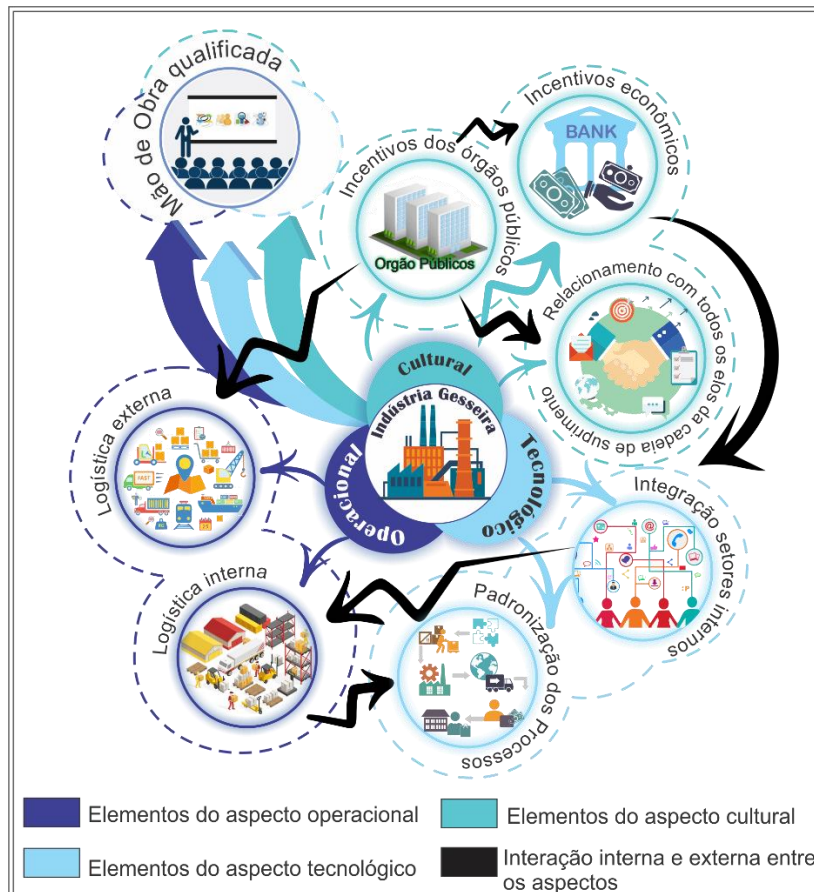 Mão de Obra qualificada
Incentivos dos órgãos públicos
Orgão Públicos
Incentivos econômicos
BANK
Relacionamento com todos os elos da cadeia de suprimento
Cultural
Indústria Gesseira
Operacional
Tecnológico
Logística externa
FAST
Integração setores internos
Logística interna
Padronização dos Processos
Elementos do aspecto operacional
Elementos do aspecto cultural
Elementos do aspecto tecnológico
Interação interna e externa entre
os aspectos